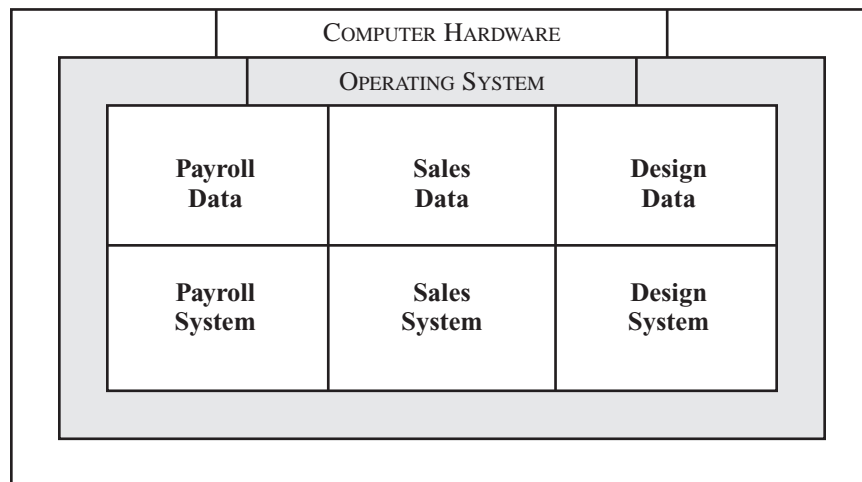 COMPUTER HARDWARE
OPERATING SYSTEM
Payroll
Data
Sales
Data
Design
Data
Payroll
System
Sales
System
Design
System